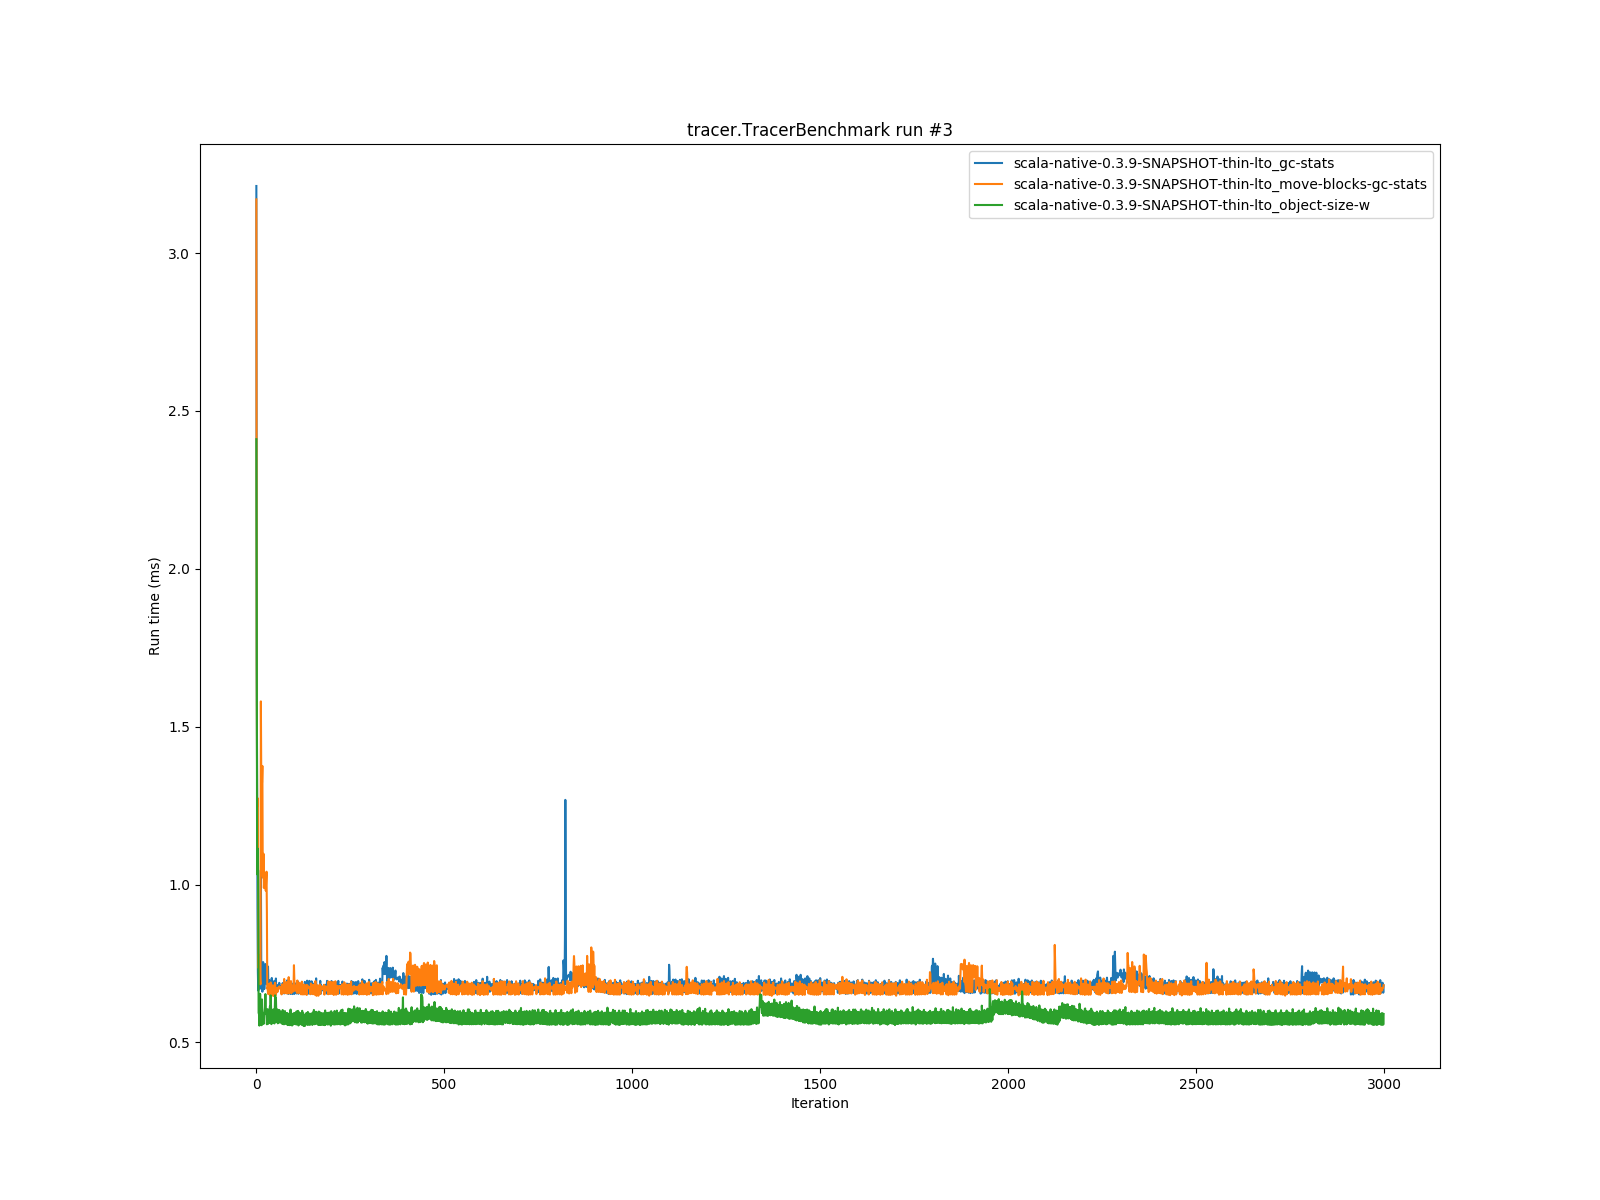 tracer.TracerBenchmark run #3
scala-native-0.3.9-SNAPSHOT-thin-lto_gc-stats
scala-native-0.3.9-SNAPSHOT-thin-lto_move-blocks-gc-stats
scala-native-0.3.9-SNAPSHOT-thin-lto_object-size-w
Run time (ms)
3.0
2.5
2.0
1.5
1.0
0.5
0 500 1000 1500 2000 2500 3000
Iteration